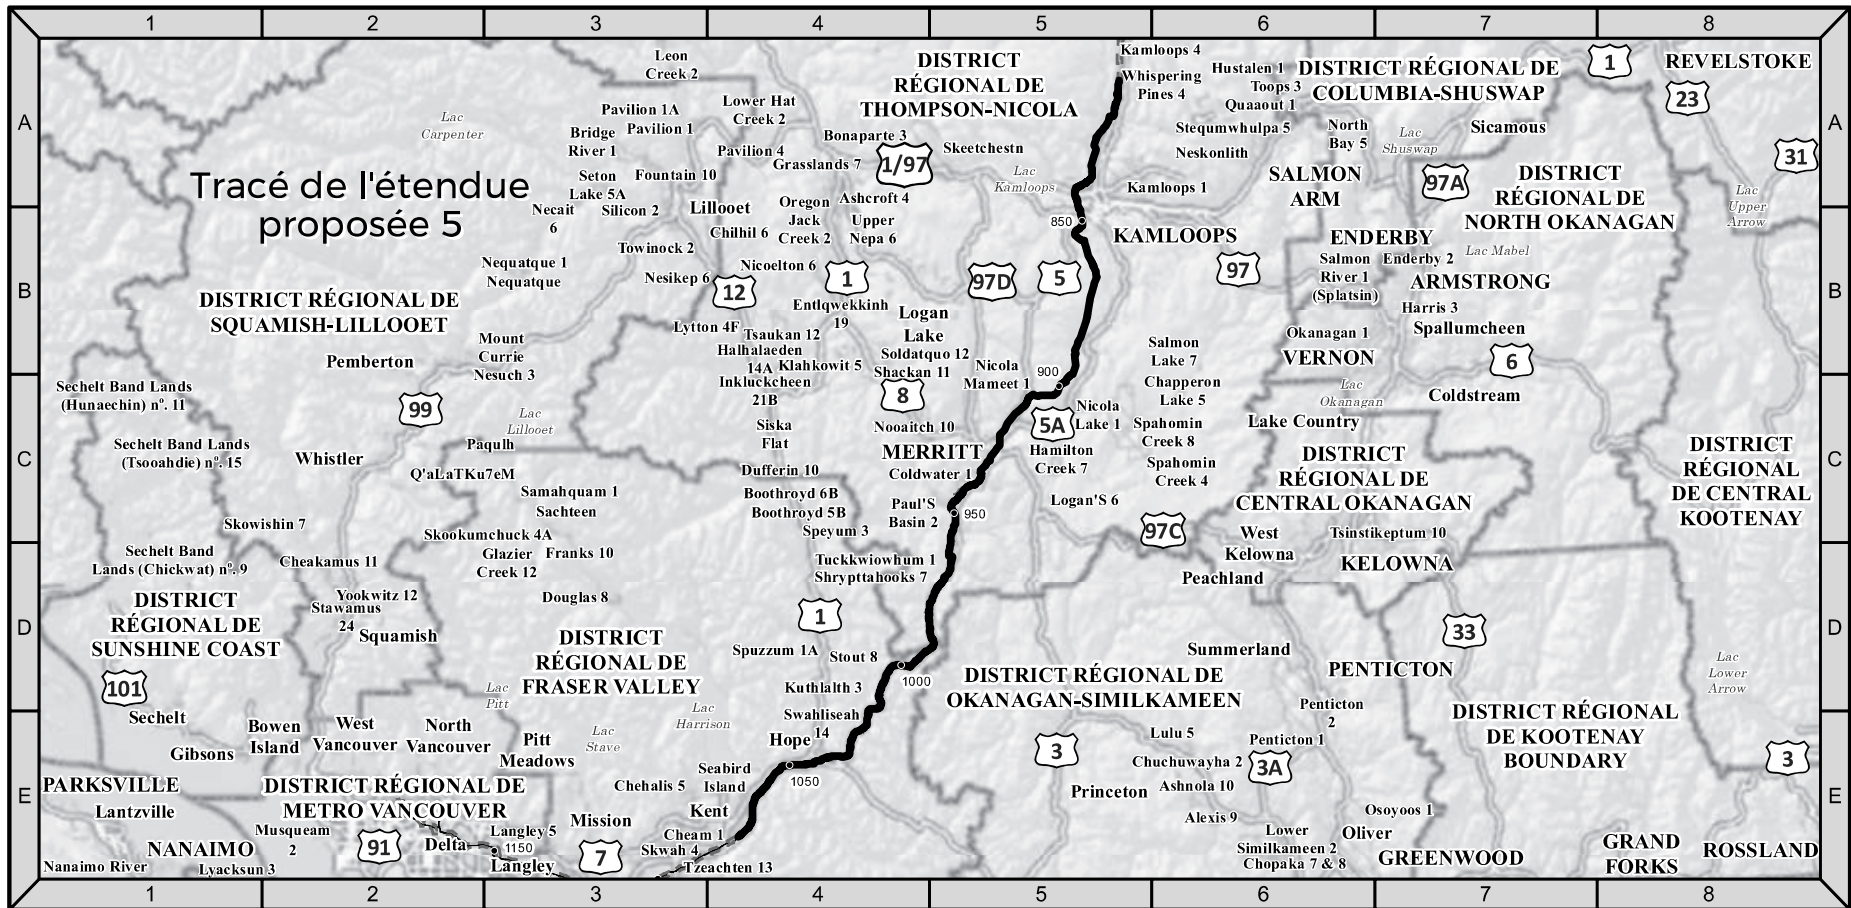 1 2 3 4 5 6 7 8
A
B
C
D
E
Tracé de l'étendue
proposée 5
Leon
Creek 2
DISTRICT
RÉGIONAL DE
THOMPSON-NICOLA
Kamloops 4
Whispering
Pines 4
Hustalen 1
Toops 3
Quaaout 1
DISTRICT RÉGIONAL DE
COLUMBIA-SHUSWAP
1
REVELSTOKE
23
Lac
Carpenter
Pavilion 1A
Pavilion 1
Lower Hat
Creek 2
Bridge
River 1
Pavilion 4
Bonaparte 3
Grasslands 7
1/97
Skeetchestn
Stequmwhulpa 5
Neskonlith
North
Bay 5
Lac
Shuswap
Sicamous
31
Seton
Lake 5A
Fountain 10
Lac
Kamloops
Kamloops 1
SALMON
ARM
97A
DISTRICT
RÉGIONAL DE
NORTH OKANAGAN
Lac
Upper
Arrow
Necait
6
Silicon 2
Lillooet
Oregon
Jack
Creek 2
Ashcroft 4
Upper
Nepa 6
850
KAMLOOPS
ENDERBY
Lac Mabel
Towinock 2
Chilhil 6
Nequatque 1
Nequatque
Nesikep 6
Nicoelton 6
12
1
97D
5
97
Salmon
River 1
(Splatsin)
Enderby 2
ARMSTRONG
DISTRICT RÉGIONAL DE
SQUAMISH-LILLOOET
Entlqwekkinh
19
Logan
Lake
Harris 3
Spallumcheen
Lytton 4F
Tsaukan 12
Halhalaeden
14A
Klahkowit 5
Soldatquo 12
Shackan 11
Okanagan 1
VERNON
6
Mount
Currie
Nesuch 3
Pemberton
Inkluckcheen
21B
Nicola
Mameet 1
900
Salmon
Lake 7
Chapperon
Lake 5
Lac
Okanagan
Coldstream
Sechelt Band Lands
(Hunaechin) nº. 11
99
Lac
Lillooet
8
5A
Nicola
Lake 1
Lake Country
Siska
Flat
Nooaitch 10
Spahomin
Creek 8
Sechelt Band Lands
(Tsooahdie) nº. 15
Whistler
Paqulh
Q'aLaTKu7eM
Dufferin 10
MERRITT
Coldwater 1
Hamilton
Creek 7
Spahomin
Creek 4
DISTRICT
RÉGIONAL DE
CENTRAL OKANAGAN
DISTRICT
RÉGIONAL
DE CENTRAL
KOOTENAY
Samahquam 1
Sachteen
Boothroyd 6B
Boothroyd 5B
Speyum 3
Paul'S
Basin 2
950
Logan'S 6
Skowishin 7
Skookumchuck 4A
97C
West
Kelowna
Tsinstikeptum 10
KELOWNA
Sechelt Band
Lands (Chickwat) nº. 9
Cheakamus 11
Glazier
Creek 12
Franks 10
Tuckkwiowhum 1
Shrypttahooks 7
Peachland
DISTRICT
RÉGIONAL DE
SUNSHINE COAST
Yookwitz 12
Stawamus
24
Squamish
Douglas 8
1
33
DISTRICT
RÉGIONAL DE
FRASER VALLEY
Spuzzum 1A
Stout 8
Summerland
PENTICTON
Lac
Lower
Arrow
101
Lac
Pitt
Kuthlalth 3
1000
DISTRICT RÉGIONAL DE
OKANAGAN-SIMILKAMEEN
Sechelt
Gibsons
Bowen
Island
West
Vancouver
North
Vancouver
Pitt
Meadows
Lac
Stave
Lac
Harrison
Swahliseah
14
Hope
3
Lulu 5
Penticton
2
Penticton 1
DISTRICT RÉGIONAL
DE KOOTENAY
BOUNDARY
3
PARKSVILLE
Lantzville
DISTRICT RÉGIONAL DE
METRO VANCOUVER
Chehalis 5
Seabird
Island
1050
Chuchuwayha 2
3A
Princeton
Ashnola 10
Kent
Musqueam
2
91
Delta
Langley 5
1150
Mission
Cheam 1
Alexis 9
Osoyoos 1
NANAIMO
Nanaimo River
Lyacksun 3
Langley
7
Skwah 4
Tzeachten 13
Lower
Similkameen 2
Chopaka 7 & 8
Oliver
GREENWOOD
GRAND
FORKS
ROSSLAND
A
B
C
D
E
1 2 3 4 5 6 7 8